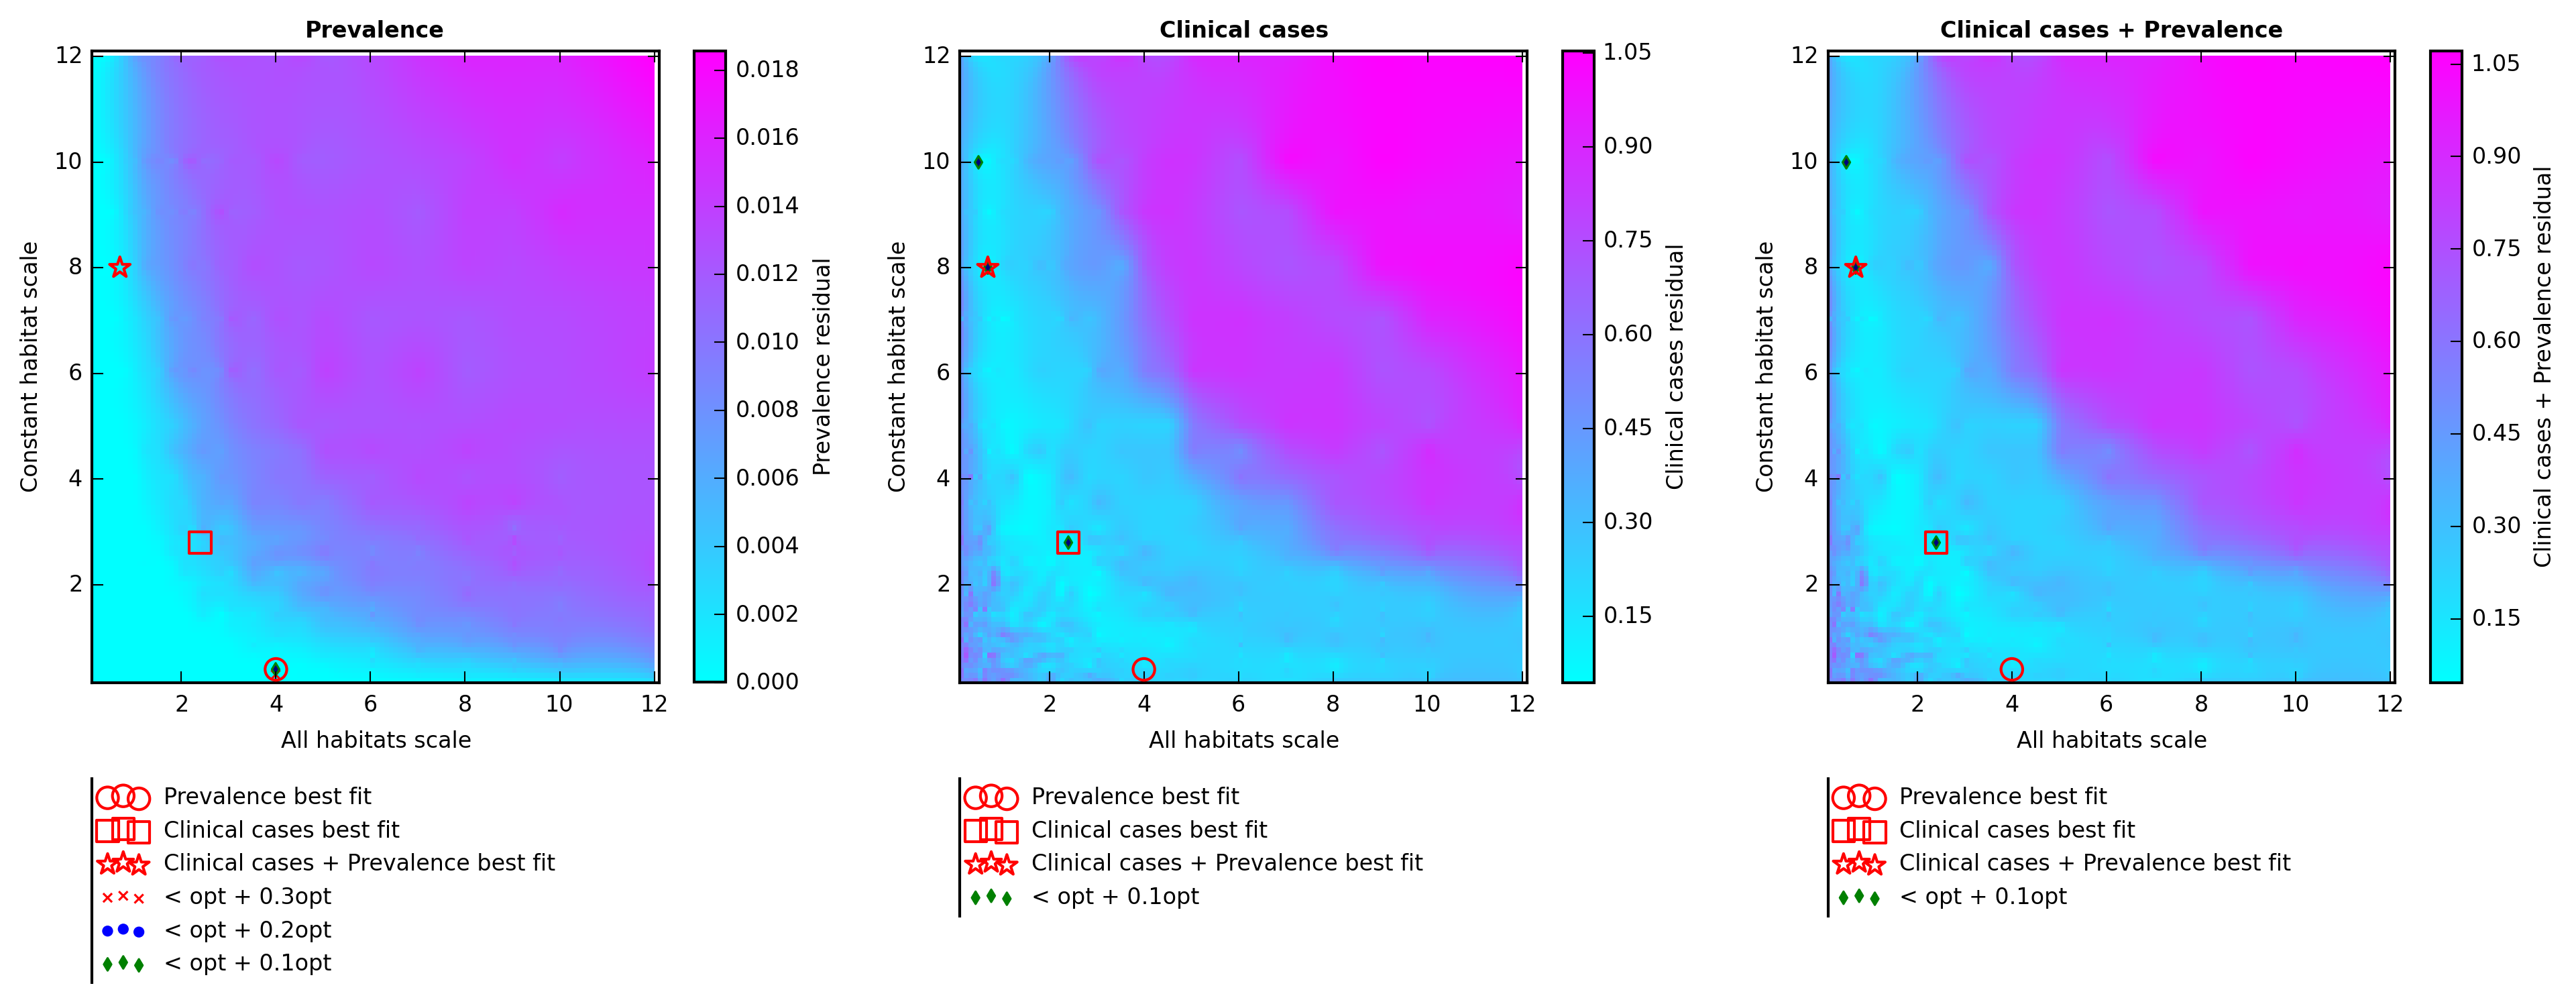 Prevalence
12
10
8
6
4
2
Constant habitat scale
2 4 6 8 10 12
All habitats scale
0.018
0.016
0.014
0.012
0.010
0.008
0.006
0.004
0.002
0.000
Prevalence residual
Prevalence best fit
Clinical cases best fit
Clinical cases + Prevalence best fit
< opt + 0.3opt
< opt + 0.2opt
< opt + 0.1opt
Clinical cases
12
10
8
6
4
2
Constant habitat scale
2 4 6 8 10 12
All habitats scale
1.05
0.90
0.75
0.60
0.45
0.30
0.15
Clinical cases residual
Prevalence best fit
Clinical cases best fit
Clinical cases + Prevalence best fit
< opt + 0.1opt
Clinical cases + Prevalence
12
10
8
6
4
2
Constant habitat scale
2 4 6 8 10 12
All habitats scale
1.05
0.90
0.75
0.60
0.45
0.30
0.15
Clinical cases + Prevalence residual
Prevalence best fit
Clinical cases best fit
Clinical cases + Prevalence best fit
< opt + 0.1opt